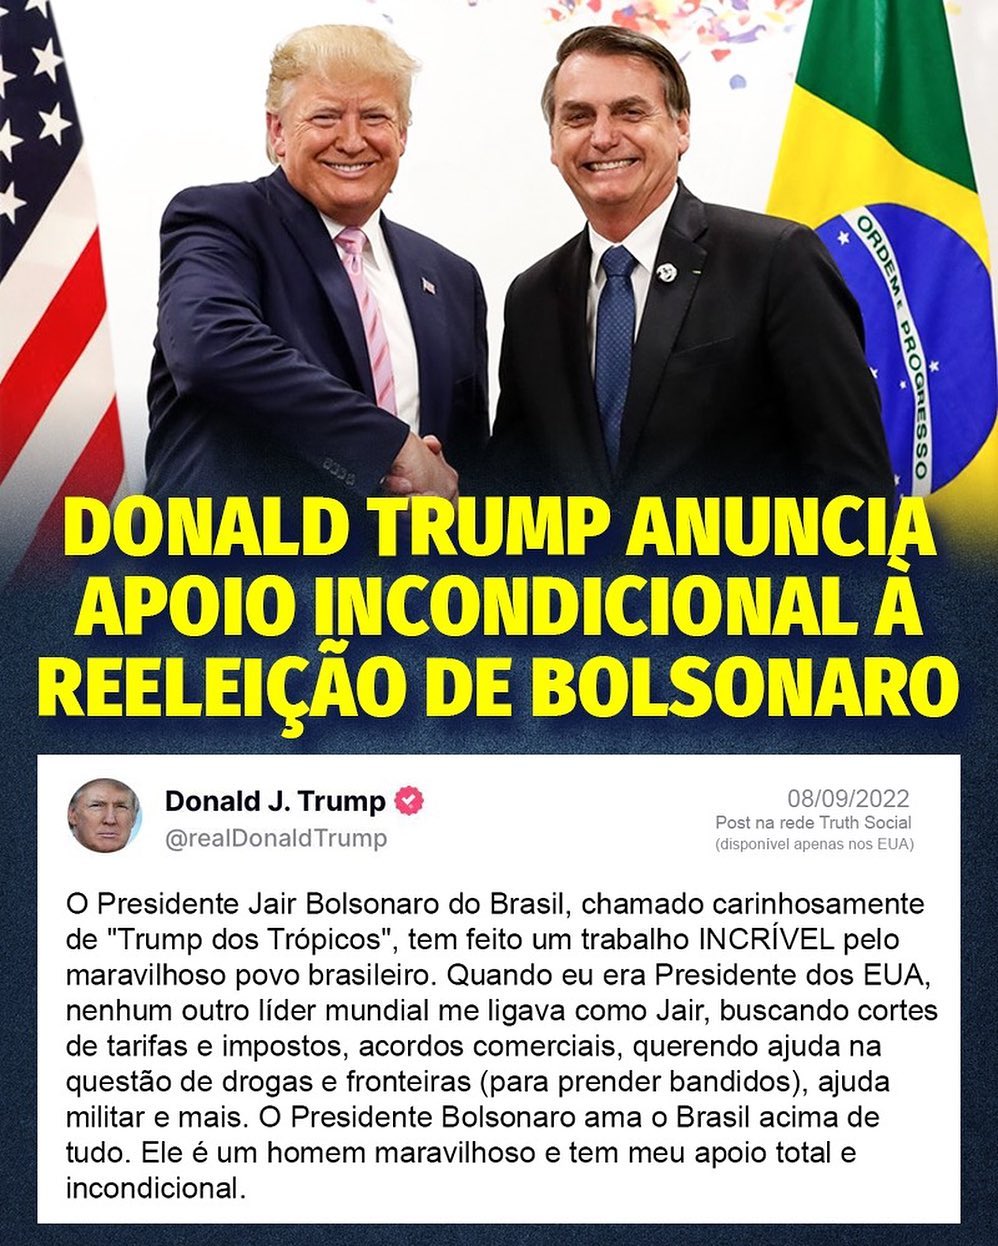 ORDEM E PROGRESSO
DONALD TRUMP ANUNCIA
APOIO INCONDICIONAL À
REELEIÇÃO DE BOLSONARO
Donald J. Trump
@realDonaldTrump
08/09/2022
Post na rede Truth Social
(disponível apenas nos EUA)
O Presidente Jair Bolsonaro do Brasil, chamado carinhosamente
de "Trump dos Trópicos", tem feito um trabalho INCRÍVEL pelo
maravilhoso povo brasileiro. Quando eu era Presidente dos EUA,
nenhum outro líder mundial me ligava como Jair, buscando cortes
de tarifas e impostos, acordos comerciais, querendo ajuda na
questão de drogas e fronteiras (para prender bandidos), ajuda
militar e mais. O Presidente Bolsonaro ama o Brasil acima de
tudo. Ele é um homem maravilhoso e tem meu apoio total e
incondicional.